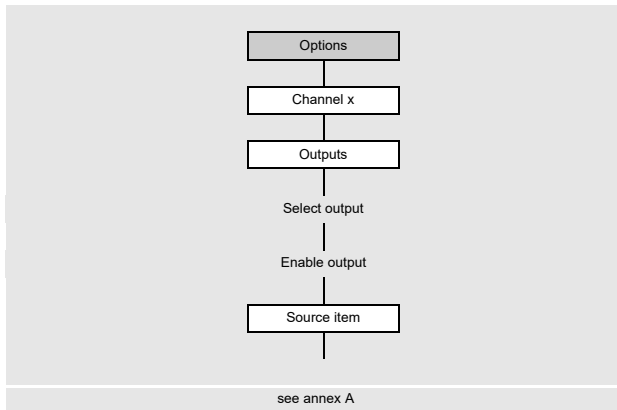 Options
Channel x
Outputs
Select output
Enable output
Source item
see annex A